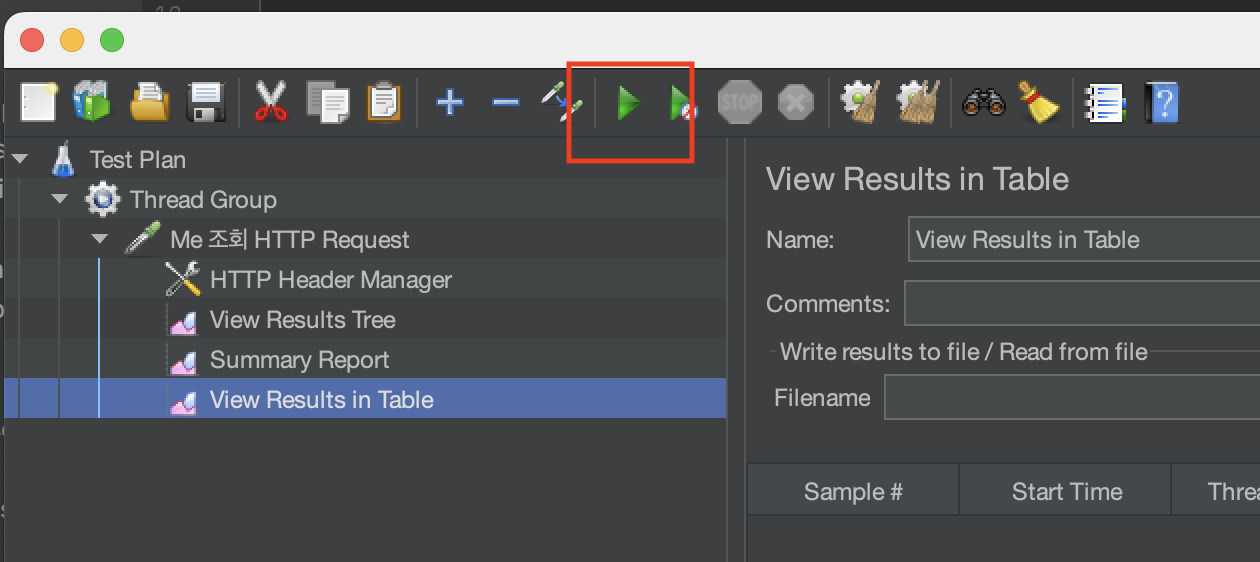 STOP
Test Plan
Thread Group
Me 조회 HTTP Request
HTTP Header Manager
View Results Tree
Summary Report
View Results in Table
View Results in Table
Name: View Results in Table
Comments:
Write results to file / Read from file
Filename
Sample # Start Time